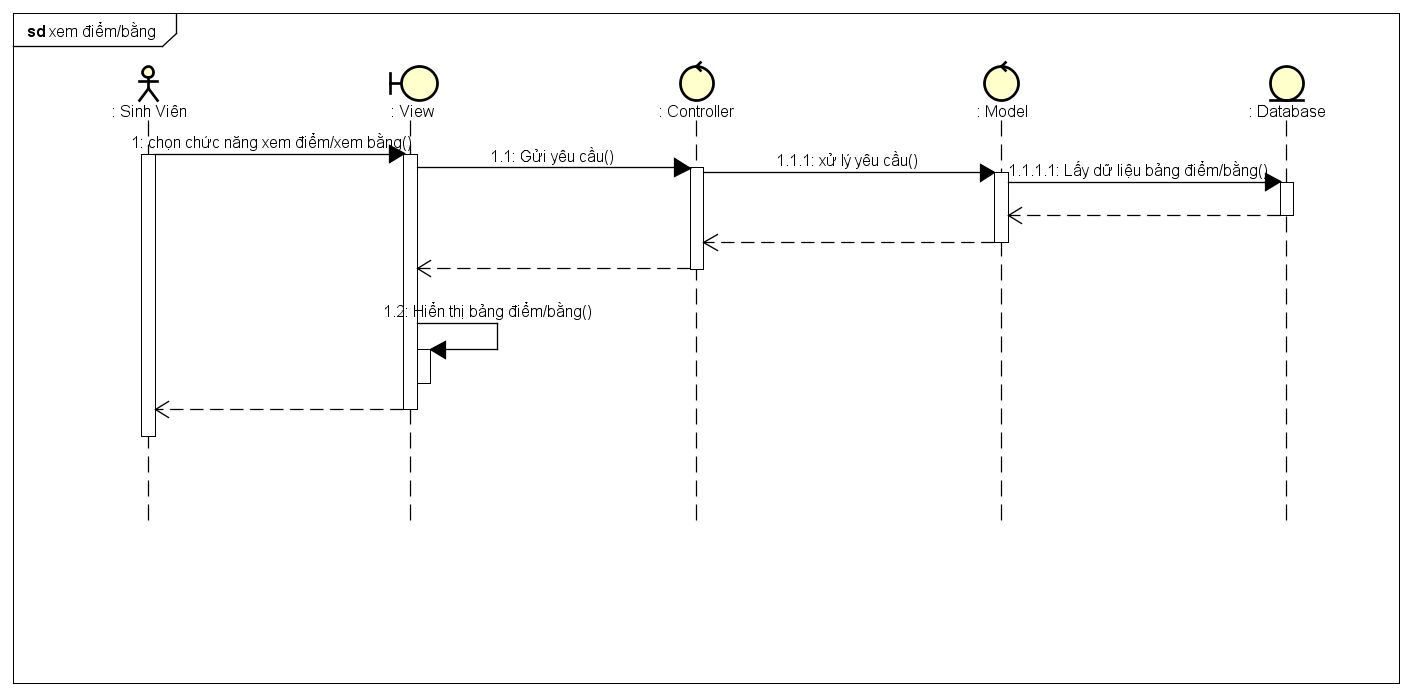 sd xem điểm/bằng
: Sinh Viên
: View
: Controller
: Model
: Database
1: chọn chức năng xem điểm/xem bằng()
1.1: Gửi yêu cầu()
1.1.1: xử lý yêu cầu()
1.1.1.1: Lấy dữ liệu bảng điểm/bằng()
1.2: Hiển thị bảng điểm/bằng()